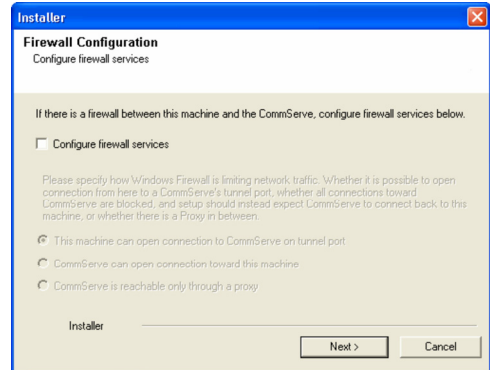 Installer
Firewall Configuration
Configure firewall services
If there is a firewall between this machine and the CommServe, configure firewall services below.
Configure firewall services
Please specify how Windows Firewall is limiting network traffic. Whether it is possible to open
connection from here to a CommServe's tunnel port, whether all connections toward
CommServe are blocked, and setup should instead expect CommServe to connect back to this
machine, or whether there is a Proxy in between.
This machine can open connection to CommServe on tunnel port
CommServe can open connection toward this machine
CommServe is reachable only through a proxy
Installer
Next >
Cancel